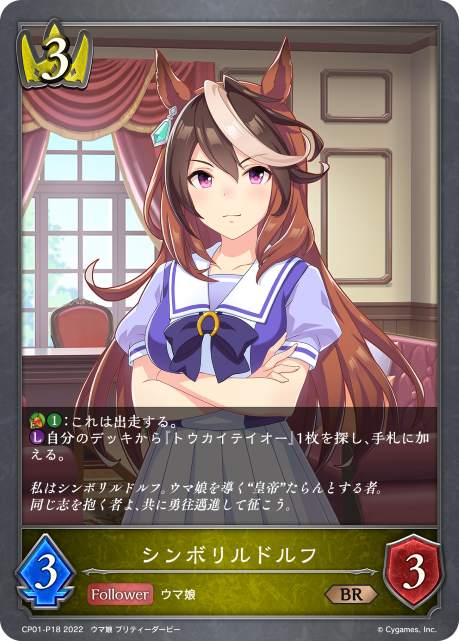 3
1：これは出走する。
L 自分のデッキから『トウカイテイオー』1枚を探し、手札に加
える。
私はシンボリルドルフ。ウマ娘を導く“皇帝”たらんとする者。
同じ志を抱く者よ、共に勇往邁進して征こう。
シンボリルドルフ
3
Follower ウマ娘
BR
3
CP01-P18 2022 ウマ娘 プリティーダービー
© Cygames, Inc.